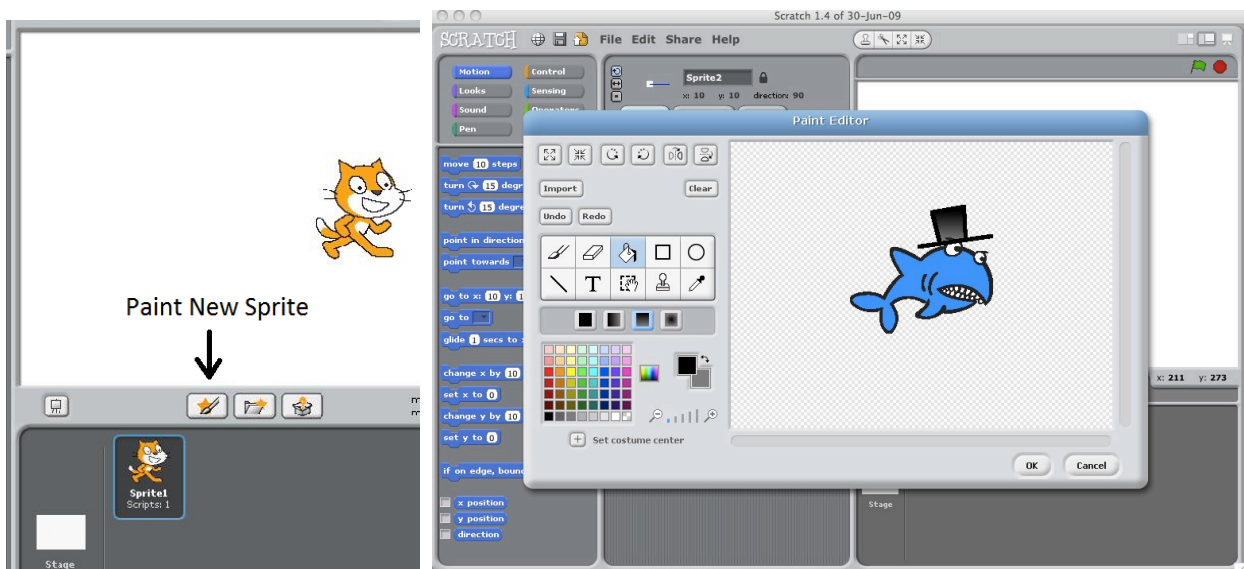 Paint New Sprite
Sprite1
Scripts: 1
Stage
Scratch 1.4 of 30-Jun-09
SCRATCH File Edit Share Help
Motion Control
Looks Sensing
Sound
Pen
Sprite2
x: 10 y: 10 direction: 90
move 10 steps
turn 15
turn 15
point in direction
point towards
go to x: 10 y:
go to
glide 1 secs to
change x by 10
set x to 0
change y by 10
set y to 0
if on edge,
x position
y position
direction
Paint Editor
Import Clear
Undo Redo
T
Set costume center
OK Cancel
x: 211 y: 273
Stage